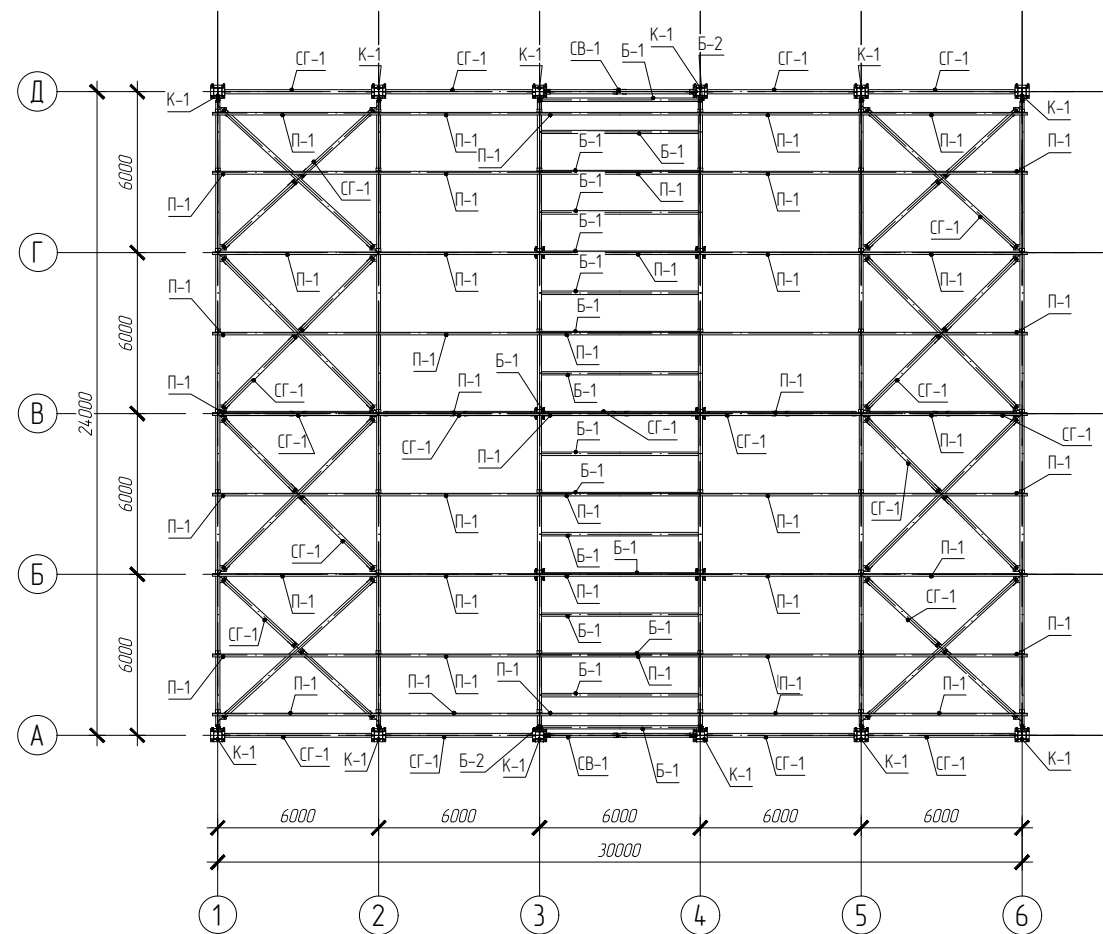 СГ-1 К-1 СГ-1 К-1 СВ-1 Б-1 К-1 Б-2 СГ-1 К-1 СГ-1
Д К-1 К-1
П-1 П-1 П-1 Б-1 П-1 П-1
6000 Б-1 П-1
П-1 СГ-1 П-1 Б-1 П-1 П-1
СГ-1
Г Б-1
П-1 П-1 П-1 Б-1 П-1 П-1 П-1 П-1
6000 Б-1
П-1 П-1
СГ-1 Б-1 СГ-1
П-1 П-1 Б-1 П-1
В 24000
СГ-1 СГ-1 П-1 Б-1 СГ-1 СГ-1 П-1 СГ-1
6000 Б-1 П-1
П-1 П-1 П-1 П-1 СГ-1
СГ-1 Б-1 Б-1
Б
П-1 П-1 П-1 П-1 П-1
СГ-1 Б-1 СГ-1
6000 Б-1 П-1
П-1 П-1 Б-1 П-1 П-1
П-1 П-1 П-1 П-1 П-1
А
К-1 СГ-1 К-1 СГ-1 Б-2 К-1 СВ-1 Б-1 К-1 СГ-1 К-1 СГ-1 К-1
6000 6000 6000 6000 6000
30000
1 2 3 4 5 6